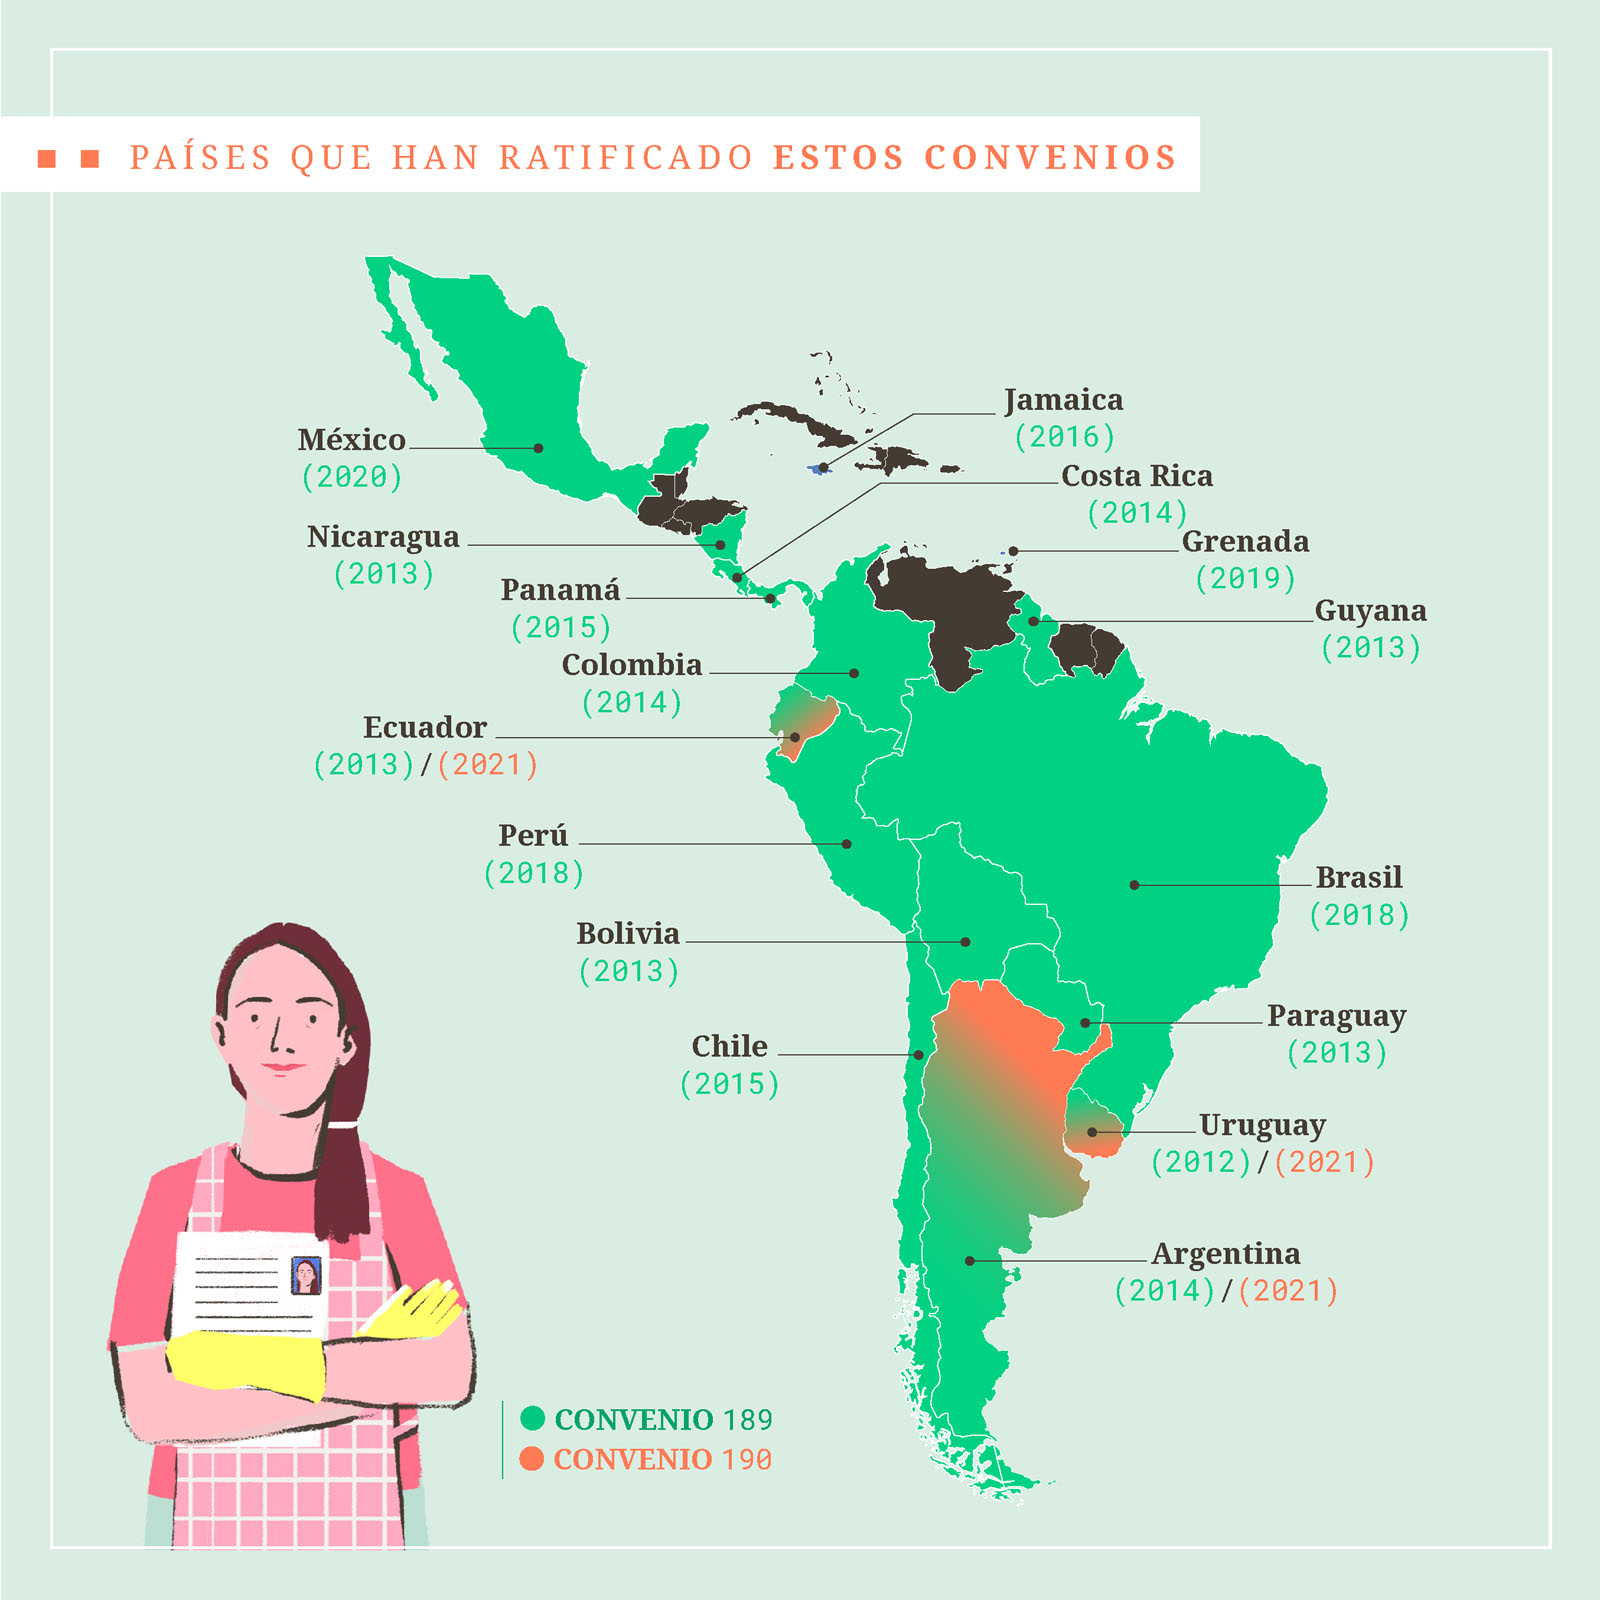 PAÍSES QUE HAN RATIFICADO ESTOS CONVENIOS
Jamaica
(2016)
México
(2020)
Costa Rica
(2014)
Nicaragua
(2013)
Grenada
(2019)
Panamá
(2015)
Guyana
(2013)
Colombia
(2014)
Ecuador
(2013)/(2021)
Perú
(2018)
Brasil
(2018)
Bolivia
(2013)
Paraguay
(2013)
Chile
(2015)
Uruguay
(2012)/(2021)
Argentina
(2014)/(2021)
CONVENIO 189
CONVENIO 190